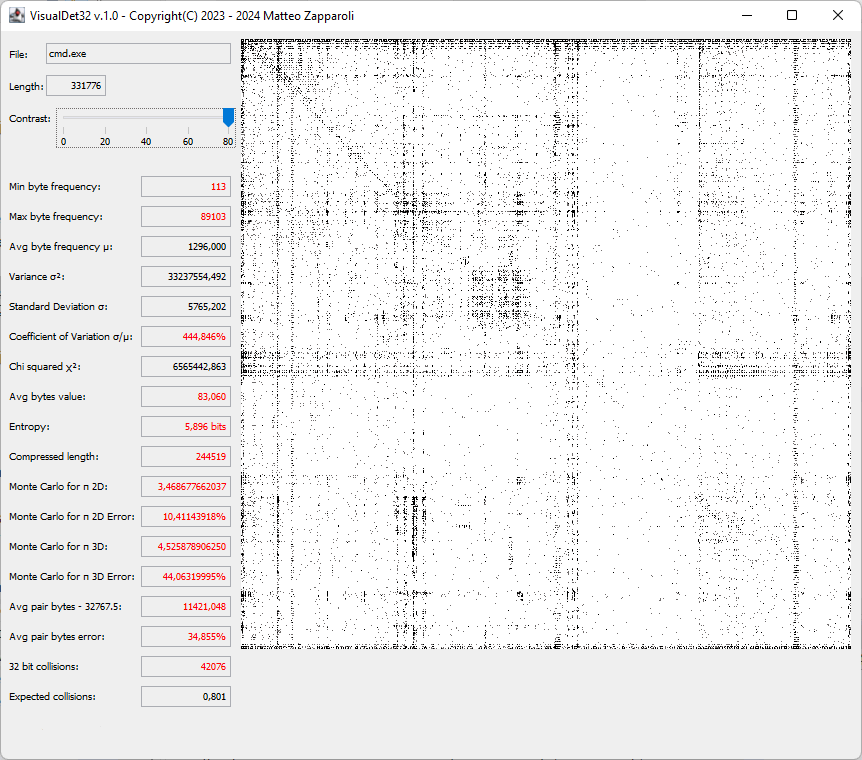 VisualDet32 v.1.0 - Copyright(C) 2023 - 2024 Matteo Zapparoli
File: cmd.exe
Length: 331776
Contrast:
0 20 40 60 80
Min byte frequency: 113
Max byte frequency: 89103
Avg byte frequency μ: 1296,000
Variance σ²: 33237554,492
Standard Deviation σ: 5765,202
Coefficient of Variation σ/μ: 444,846%
Chi squared χ²: 6565442,863
Avg bytes value: 83,060
Entropy: 5,896 bits
Compressed length: 244519
Monte Carlo for π 2D: 3,468677662037
Monte Carlo for π 2D Error: 10,41143918%
Monte Carlo for π 3D: 4,525878906250
Monte Carlo for π 3D Error: 44,06319995%
Avg pair bytes - 32767.5: 11421,048
Avg pair bytes error: 34,855%
32 bit collisions: 42076
Expected collisions: 0,801